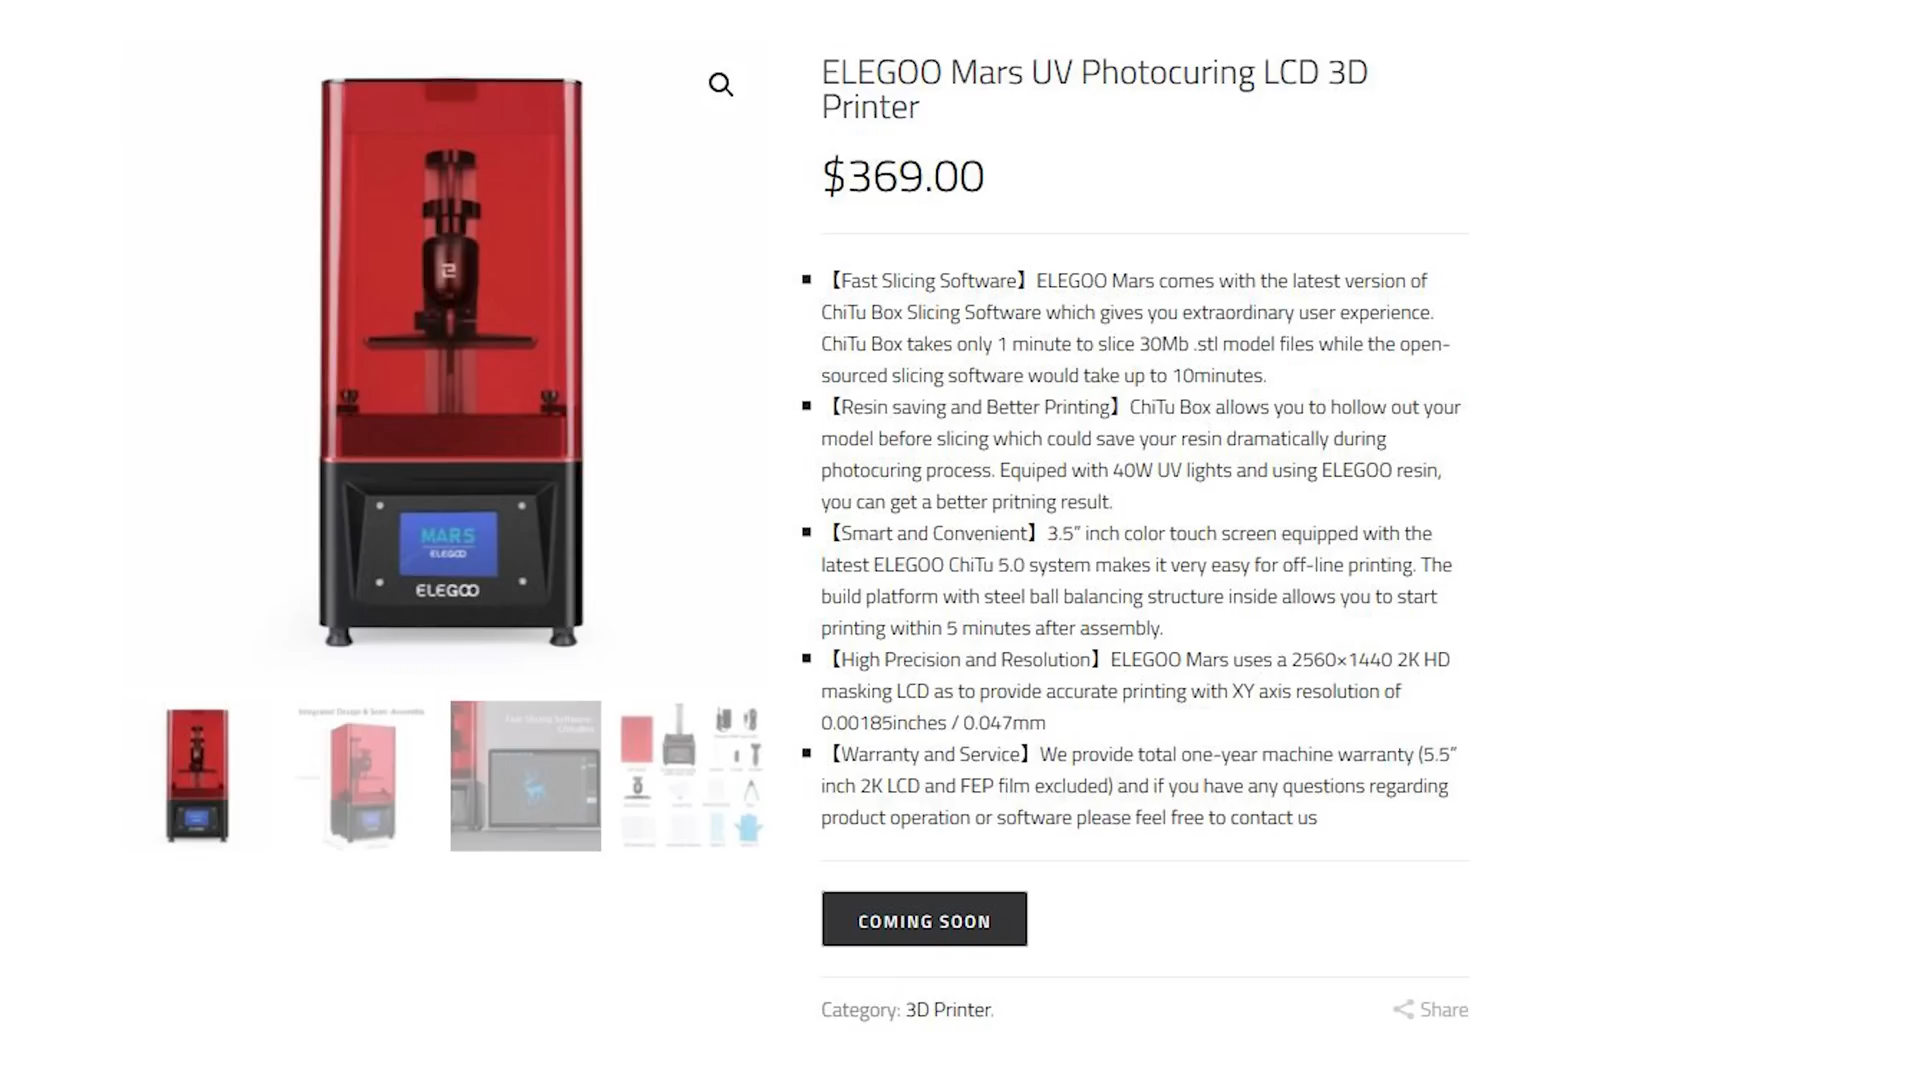 ELEGOO Mars UV Photocuring LCD 3D
Printer
$369.00
【Fast Slicing Software】ELEGOO Mars comes with the latest version of
ChiTu Box Slicing Software which gives you extraordinary user experience.
ChiTu Box takes only 1 minute to slice 30Mb .stl model files while the open-
sourced slicing software would take up to 10minutes.
【Resin saving and Better Printing】ChiTu Box allows you to hollow out your
model before slicing which could save your resin dramatically during
photocuring process. Equiped with 40W UV lights and using ELEGOO resin,
you can get a better pritning result.
【Smart and Convenient】3.5” inch color touch screen equipped with the
latest ELEGOO ChiTu 5.0 system makes it very easy for off-line printing. The
build platform with steel ball balancing structure inside allows you to start
printing within 5 minutes after assembly.
【High Precision and Resolution】ELEGOO Mars uses a 2560×1440 2K HD
masking LCD as to provide accurate printing with XY axis resolution of
0.00185inches / 0.047mm
【Warranty and Service】We provide total one-year machine warranty (5.5”
inch 2K LCD and FEP film excluded) and if you have any questions regarding
product operation or software please feel free to contact us
COMING SOON
Category: 3D Printer.
Share
MARS
ELEGOO
ELEGOO
Integrated Design & Semi-Assembly
Fast Slicing Software-